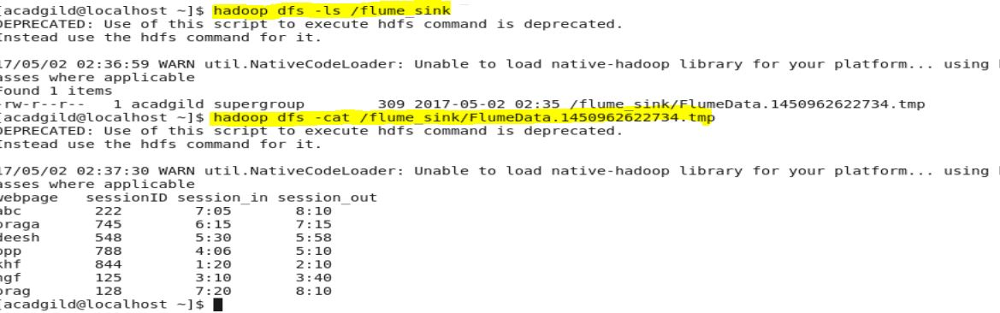 [acadgild@localhost ~]$ hadoop dfs -ls /flume_sink
DEPRECATED: Use of this script to execute hdfs command is deprecated.
Instead use the hdfs command for it.
17/05/02 02:36:59 WARN util.NativeCodeLoader: Unable to load native-hadoop library for your platform... using
asses where applicable
Found 1 items
-rw-r--r--   1 acadgild supergroup        309 2017-05-02 02:35 /flume_sink/FlumeData.1450962622734.tmp
[acadgild@localhost ~]$ hadoop dfs -cat /flume_sink/FlumeData.1450962622734.tmp
DEPRECATED: Use of this script to execute hdfs command is deprecated.
Instead use the hdfs command for it.
17/05/02 02:37:30 WARN util.NativeCodeLoader: Unable to load native-hadoop library for your platform... using
asses where applicable
webpage   sessionID session_in session_out
abc       222       7:05       8:10
745       6:15       7:15
deesh     548       5:30       5:58
788       4:06       5:10
khf       844       1:20       2:10
125       3:10       3:40
128       7:20       8:10
[acadgild@localhost ~]$